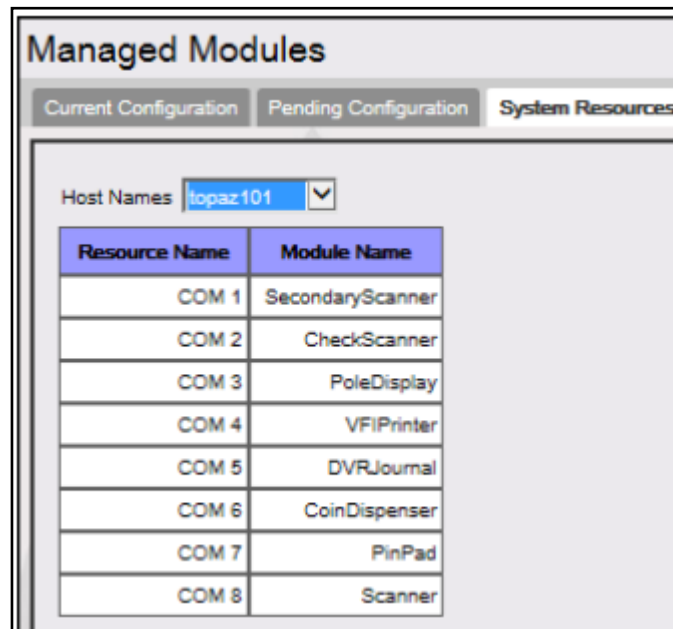 Managed Modules
Current Configuration Pending Configuration System Resources
Host Names topaz101
Resource Name Module Name
COM 1 SecondaryScanner
COM 2 CheckScanner
COM 3 PoleDisplay
COM 4 VFIPrinter
COM 5 DVRJournal
COM 6 CoinDispenser
COM 7 PinPad
COM 8 Scanner